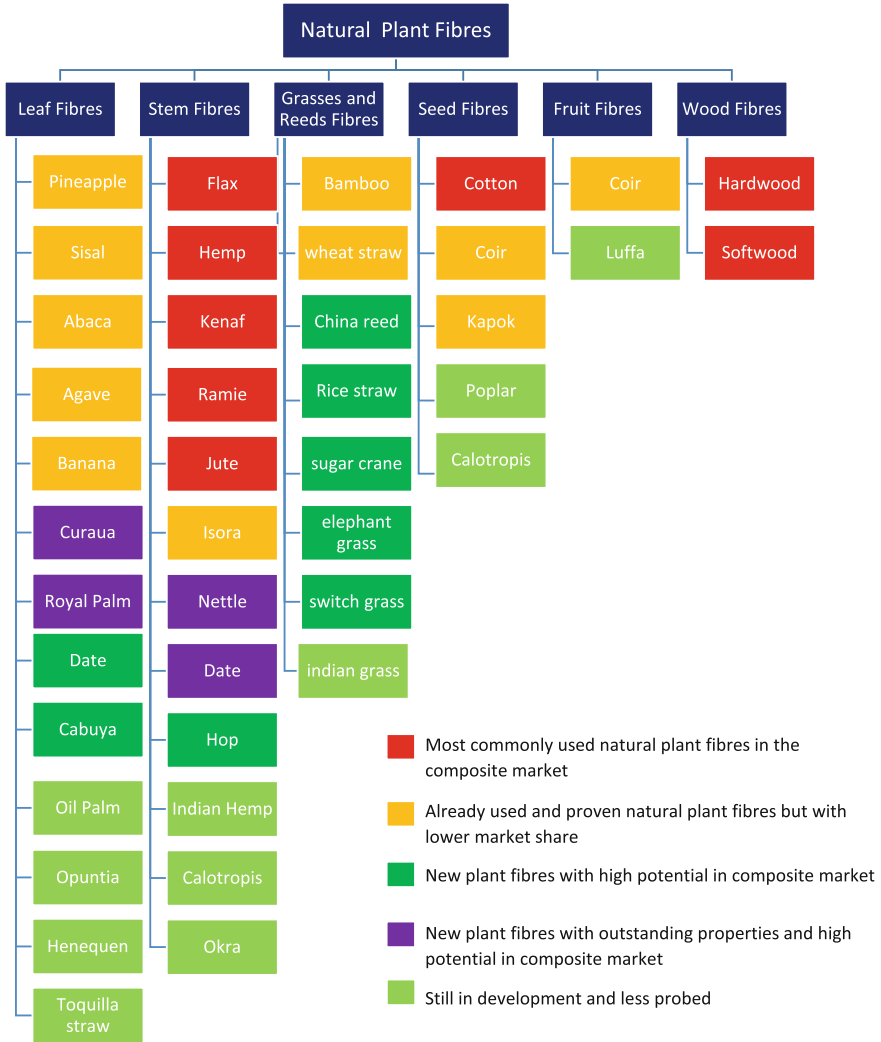 Natural Plant Fibres
Leaf Fibres
Stem Fibres
Grasses and
Reeds Fibres
Seed Fibres
Fruit Fibres
Wood Fibres
Pineapple
Sisal
Abaca
Agave
Banana
Curaua
Royal Palm
Date
Cabuya
Oil Palm
Opuntia
Henequen
Toquilla
straw
Flax
Hemp
Kenaf
Ramie
Jute
Isora
Nettle
Date
Hop
Indian Hemp
Calotropis
Okra
Bamboo
wheat straw
China reed
Rice straw
sugar crane
elephant
grass
switch grass
indian grass
Cotton
Coir
Kapok
Poplar
Calotropis
Coir
Luffa
Hardwood
Softwood
Most commonly used natural plant fibres in the
composite market
Already used and proven natural plant fibres but with
lower market share
New plant fibres with high potential in composite market
New plant fibres with outstanding properties and high
potential in composite market
Still in development and less probed